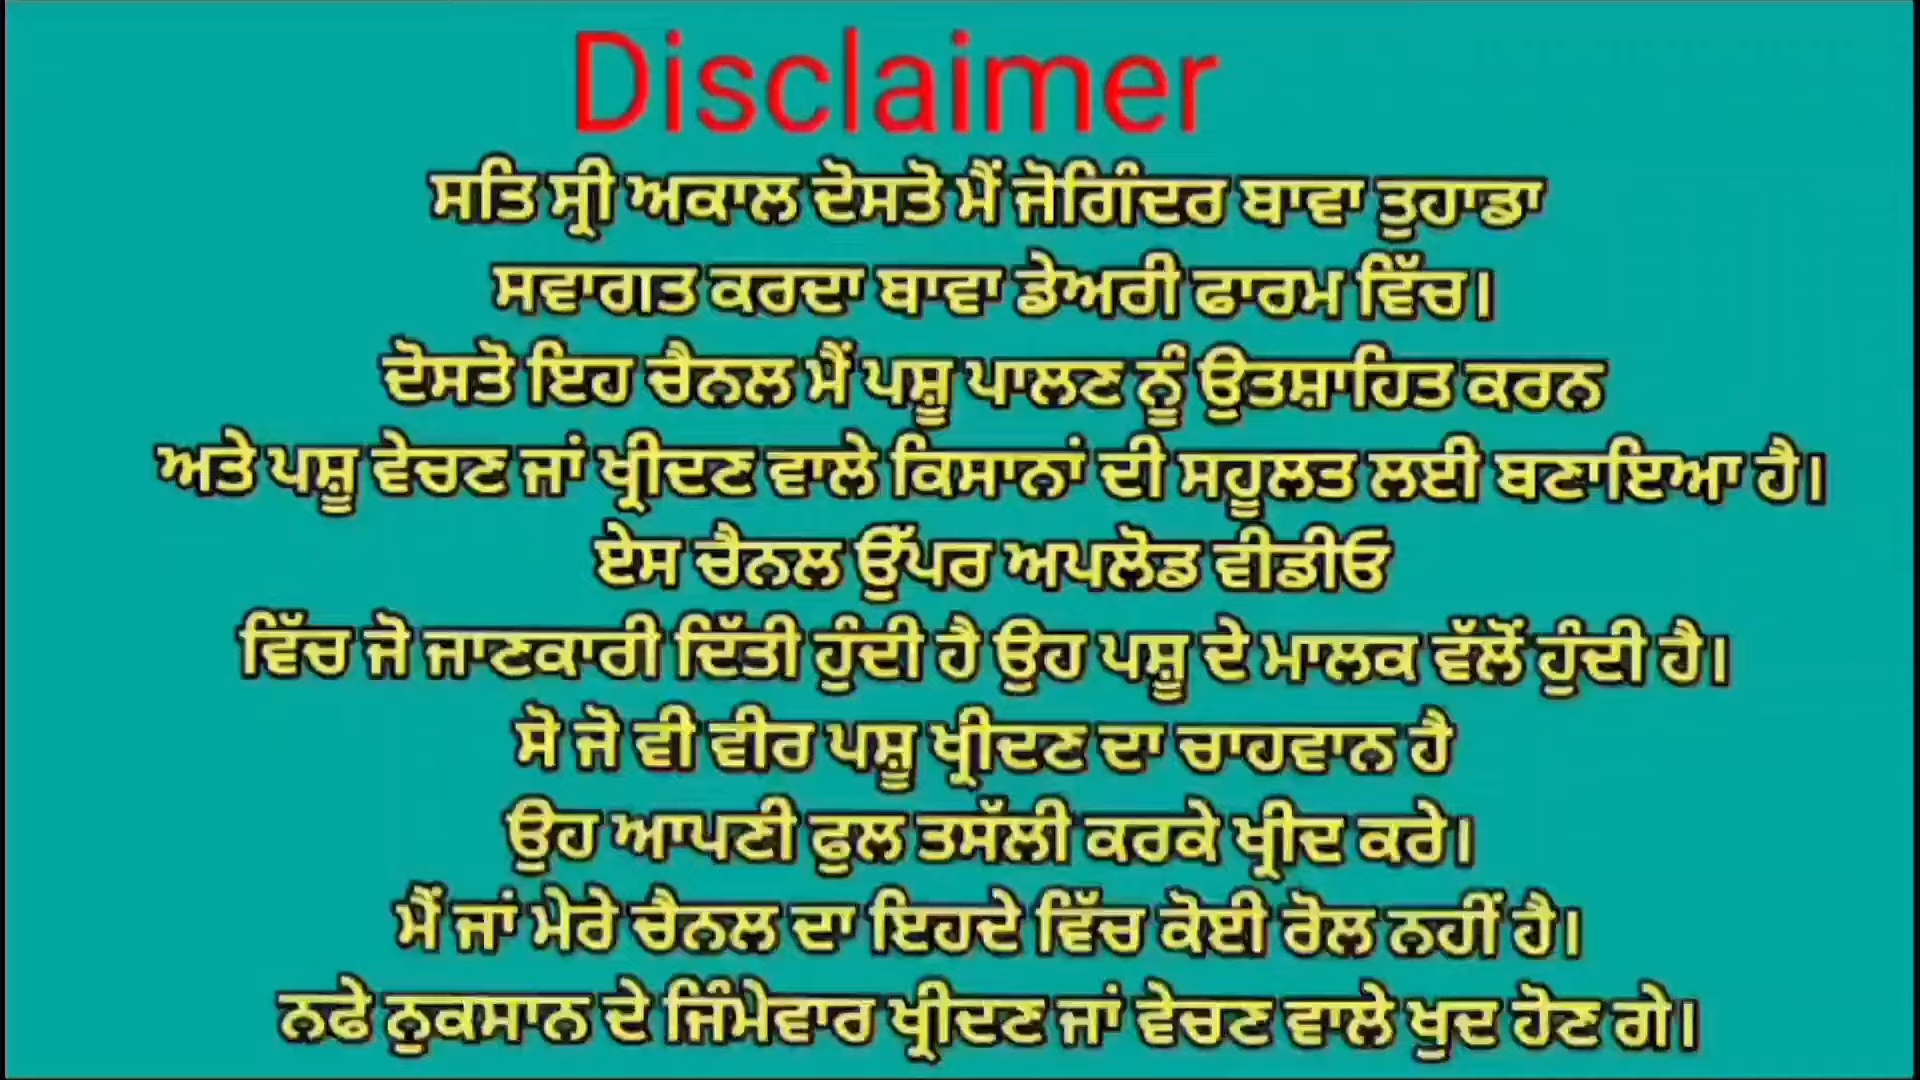 Disclaimer
ਸਤਿ ਸ੍ਰੀ ਅਕਾਲ ਦੋਸਤੋ ਮੈਂ ਜੋਗਿੰਦਰ ਬਾਵਾ ਤੁਹਾਡਾ
ਸਵਾਗਤ ਕਰਦਾ ਬਾਵਾ ਡੇਅਰੀ ਫਾਰਮ ਵਿੱਚ।
ਦੋਸਤੋ ਇਹ ਚੈਨਲ ਮੈਂ ਪਸ਼ੂ ਪਾਲਣ ਨੂੰ ਉਤਸ਼ਾਹਿਤ ਕਰਨ
ਅਤੇ ਪਸ਼ੂ ਵੇਚਣ ਜਾਂ ਖ੍ਰੀਦਣ ਵਾਲੇ ਕਿਸਾਨਾਂ ਦੀ ਸਹੂਲਤ ਲਈ ਬਣਾਇਆ ਹੈ।
ਏਸ ਚੈਨਲ ਉੱਪਰ ਅਪਲੋਡ ਵੀਡੀਓ
ਵਿੱਚ ਜੋ ਜਾਣਕਾਰੀ ਦਿੱਤੀ ਹੁੰਦੀ ਹੈ ਉਹ ਪਸ਼ੂ ਦੇ ਮਾਲਕ ਵੱਲੋਂ ਹੁੰਦੀ ਹੈ।
ਸੋ ਜੋ ਵੀ ਵੀਰ ਪਸ਼ੂ ਖ੍ਰੀਦਣ ਦਾ ਚਾਹਵਾਨ ਹੈ
ਉਹ ਆਪਣੀ ਫੁਲ ਤਸੱਲੀ ਕਰਕੇ ਖ੍ਰੀਦ ਕਰੇ।
ਮੈਂ ਜਾਂ ਮੇਰੇ ਚੈਨਲ ਦਾ ਇਹਦੇ ਵਿੱਚ ਕੋਈ ਰੋਲ ਨਹੀਂ ਹੈ।
ਨਫੇ ਨੁਕਸਾਨ ਦੇ ਜਿੰਮੇਵਾਰ ਖ੍ਰੀਦਣ ਜਾਂ ਵੇਚਣ ਵਾਲੇ ਖੁਦ ਹੋਣ ਗੇ।